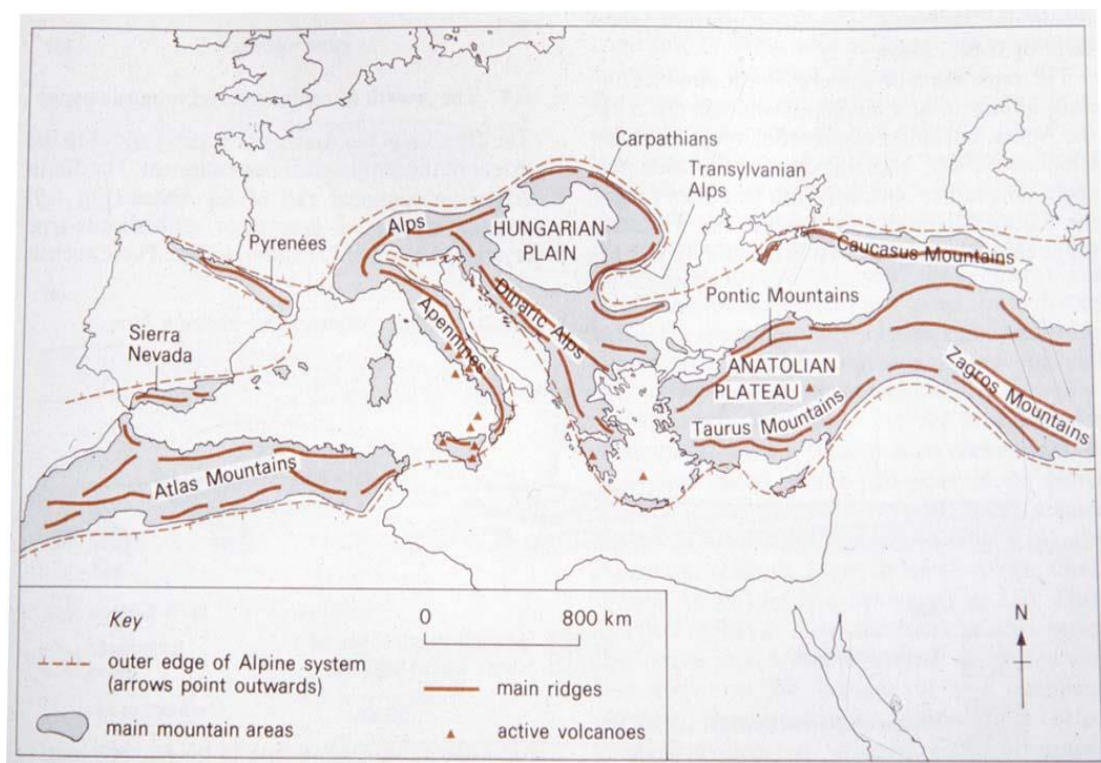 Carpathians
Transylvanian
Alps
Alps
HUNGARIAN
PLAIN
Pyrenées
Caucasus Mountains
Dinaric Alps
Pontic Mountains
Apennines
Sierra
Nevada
ANATOLIAN
PLATEAU
Zagros Mountains
Taurus Mountains
Atlas Mountains
Key
0 800 km
N
outer edge of Alpine system
(arrows point outwards)
main ridges
main mountain areas
active volcanoes